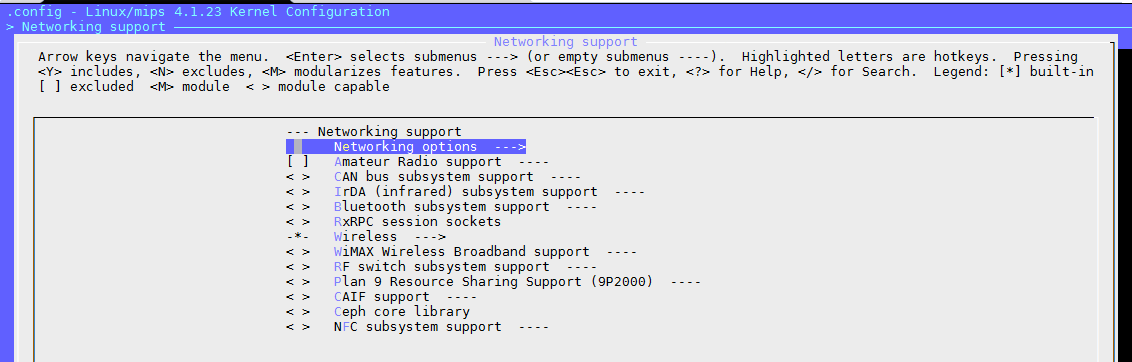 .config - Linux/mips 4.1.23 Kernel Configuration
> Networking support
Networking support
Arrow keys navigate the menu.  <Enter> selects submenus ---> (or empty submenus ----).  Highlighted letters are hotkeys.  Pressing
<Y> includes, <N> excludes, <M> modularizes features.  Press <Esc><Esc> to exit, <?> for Help, </> for Search.  Legend: [*] built-in
[ ] excluded  <M> module  < > module capable
--- Networking support
Networking options  --->
[ ]   Amateur Radio support  ----
< >   CAN bus subsystem support  ----
< >   IrDA (infrared) subsystem support  ----
< >   Bluetooth subsystem support  ----
< >   RxRPC session sockets
-*-   Wireless  --->
< >   WiMAX Wireless Broadband support  ----
< >   RF switch subsystem support  ----
< >   Plan 9 Resource Sharing Support (9P2000)  ----
< >   CAIF support  ----
< >   Ceph core library
< >   NFC subsystem support  ----